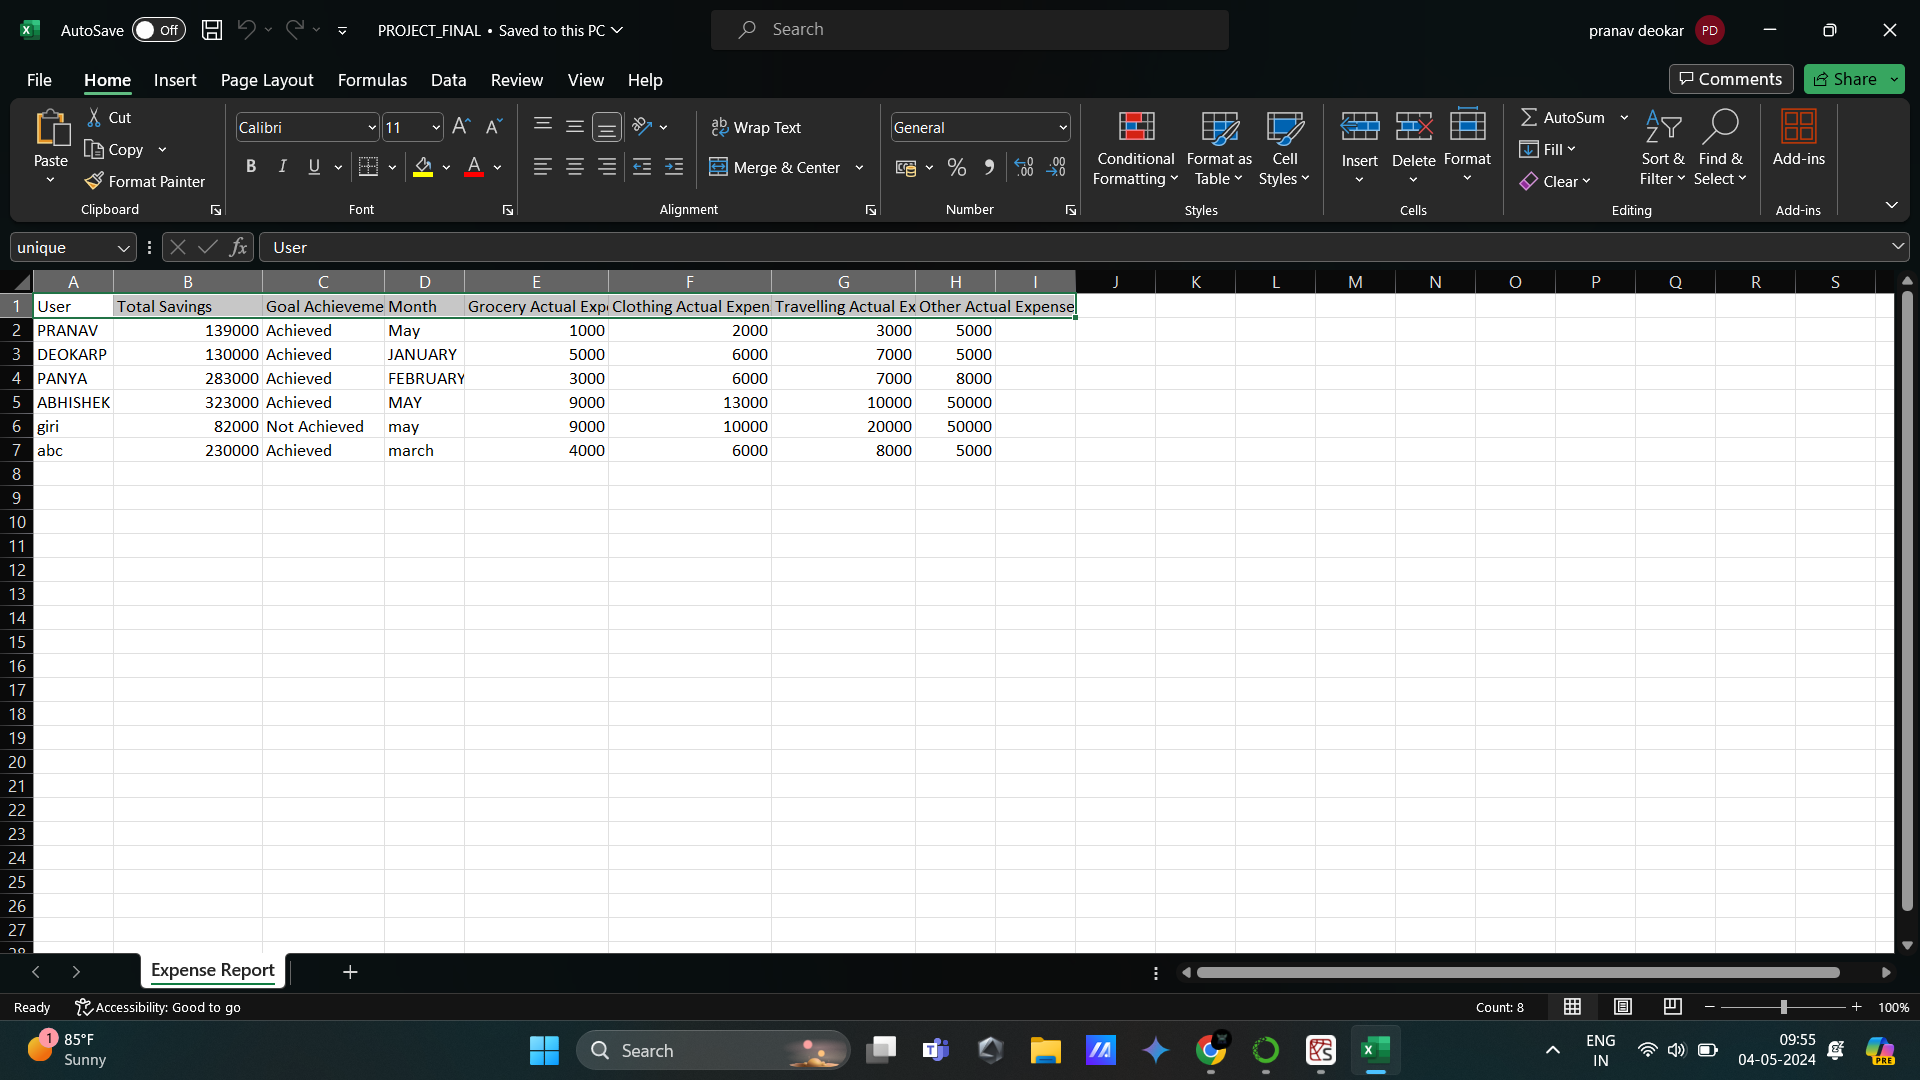 AutoSave Off PROJECT_FINAL • Saved to this PC Search pranav deokar PD
File Home Insert Page Layout Formulas Data Review View Help Comments Share
Paste Cut Copy Format Painter Clipboard
Calibri 11 B I U A Font
Wrap Text Merge & Center Alignment
General % Number
Conditional Formatting Format as Table Cell Styles Styles
Insert Delete Format Cells
AutoSum Fill Clear Sort & Filter Find & Select Editing
Add-ins Add-ins
unique fx User
A B C D E F G H I J K L M N O P Q R S
1 User Total Savings Goal Achieveme Month Grocery Actual Exp Clothing Actual Expen Travelling Actual Ex Other Actual Expense
2 PRANAV 139000 Achieved May 1000 2000 3000 5000
3 DEOKARP 130000 Achieved JANUARY 5000 6000 7000 5000
4 PANYA 283000 Achieved FEBRUARY 3000 6000 7000 8000
5 ABHISHEK 323000 Achieved MAY 9000 13000 10000 50000
6 giri 82000 Not Achieved may 9000 10000 20000 50000
7 abc 230000 Achieved march 4000 6000 8000 5000
8
9
10
11
12
13
14
15
16
17
18
19
20
21
22
23
24
25
26
27
28
Expense Report
Ready Accessibility: Good to go Count: 8 100%
1 85°F Search ENG 09:55
Sunny IN 04-05-2024 PRE